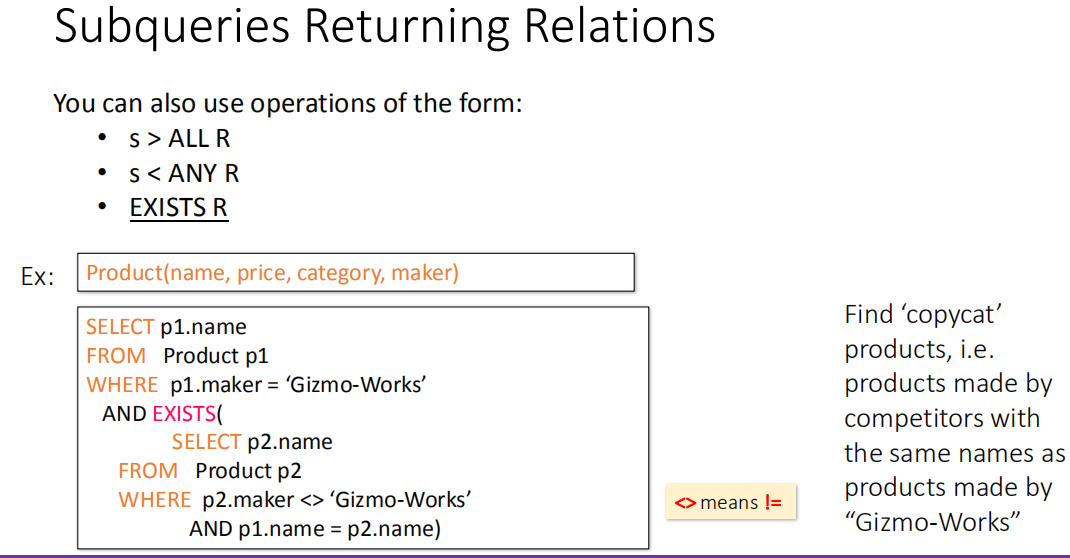 Subqueries Returning Relations
You can also use operations of the form:
• s > ALL R
• s < ANY R
• EXISTS R
Ex:
Product(name, price, category, maker)
SELECT p1.name
FROM Product p1
WHERE p1.maker = ‘Gizmo-Works’
AND EXISTS(
SELECT p2.name
FROM Product p2
WHERE p2.maker <> ‘Gizmo-Works’
AND p1.name = p2.name)
<> means !=
Find ‘copycat’
products, i.e.
products made by
competitors with
the same names as
products made by
“Gizmo-Works”